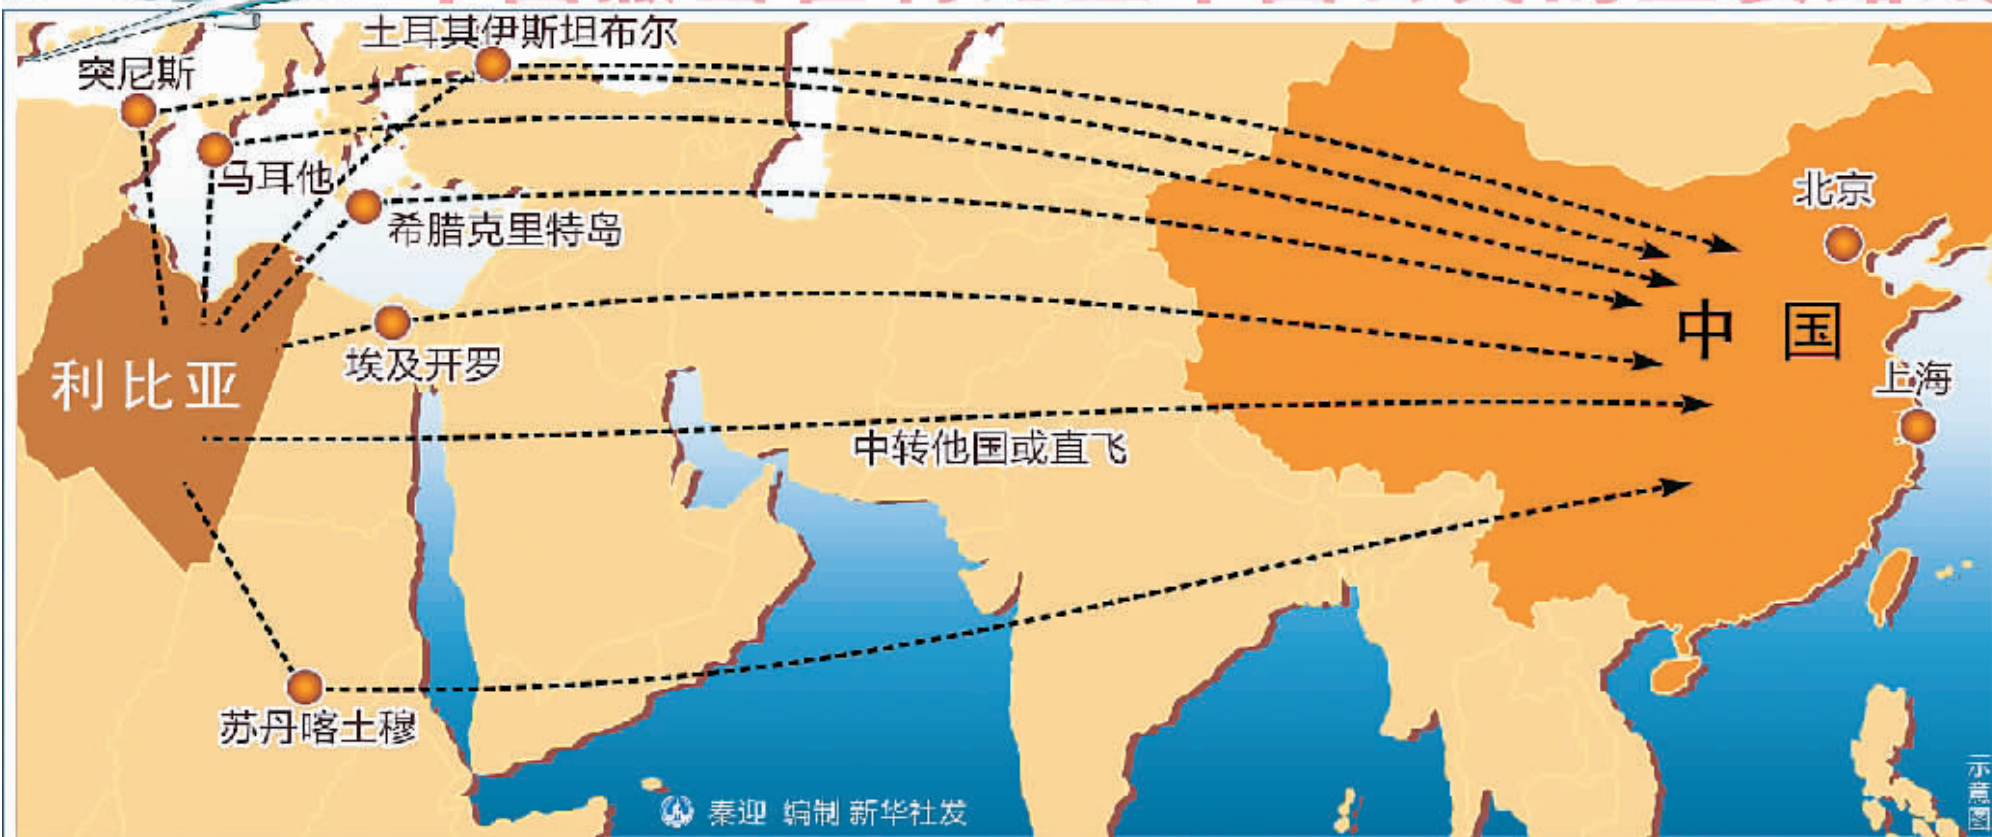 土耳其伊斯坦布尔
突尼斯
马耳他
北京
希腊克里特岛
中国
埃及开罗
利比亚
上海
中转他国或直飞
苏丹喀土穆
秦迎 编制 新华社发
示意图